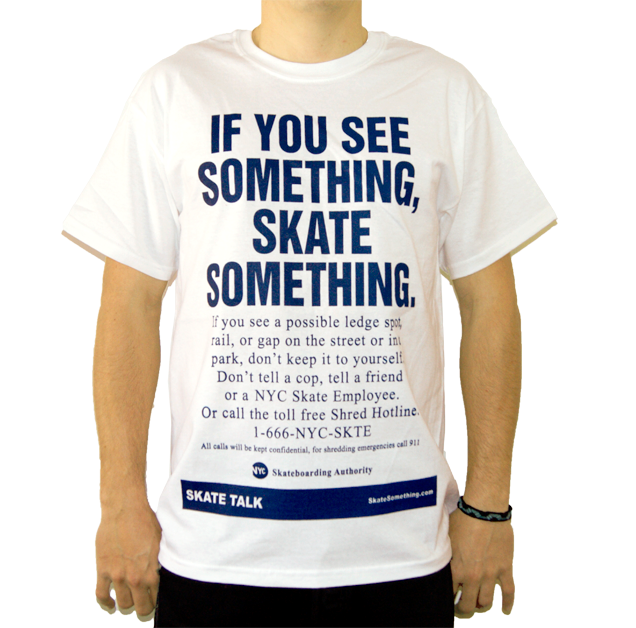 IF YOU SEE
SOMETHING,
SKATE
SOMETHING.
If you see a possible ledge spot,
rail, or gap on the street or in
park, don't keep it to yourself.
Don't tell a cop, tell a friend
or a NYC Skate Employee.
Or call the toll free Shred Hotline.
1-666-NYC-SKTE
All calls will be kept confidential, for shredding emergencies call 911
NYC Skateboarding Authority
SKATE TALK SkateSomething.com